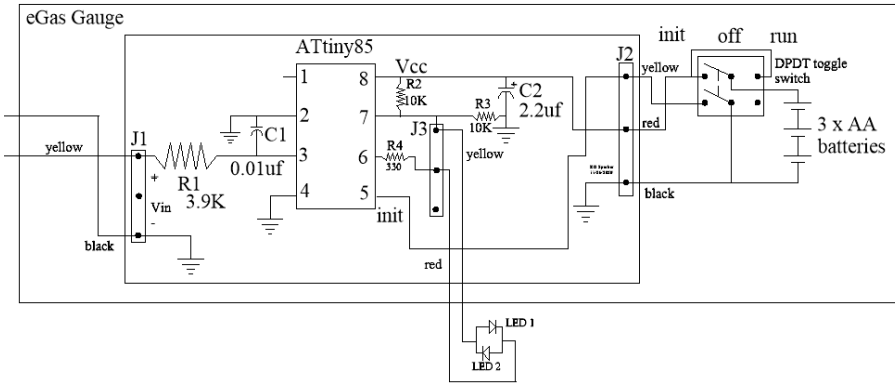 eGas Gauge
ATtiny85
init off run
J2
DPDT toggle
switch
yellow
1
8
Vcc
R2
10K
C2
2.2uf
2
C1
7
R3
10K
J3
red
3 x AA
batteries
J1
yellow
0.01uf
3
R4
330
6
yellow
R1
3.9K
+
Vin
-
4
5
init
black
black
red
LED 1
LED 2